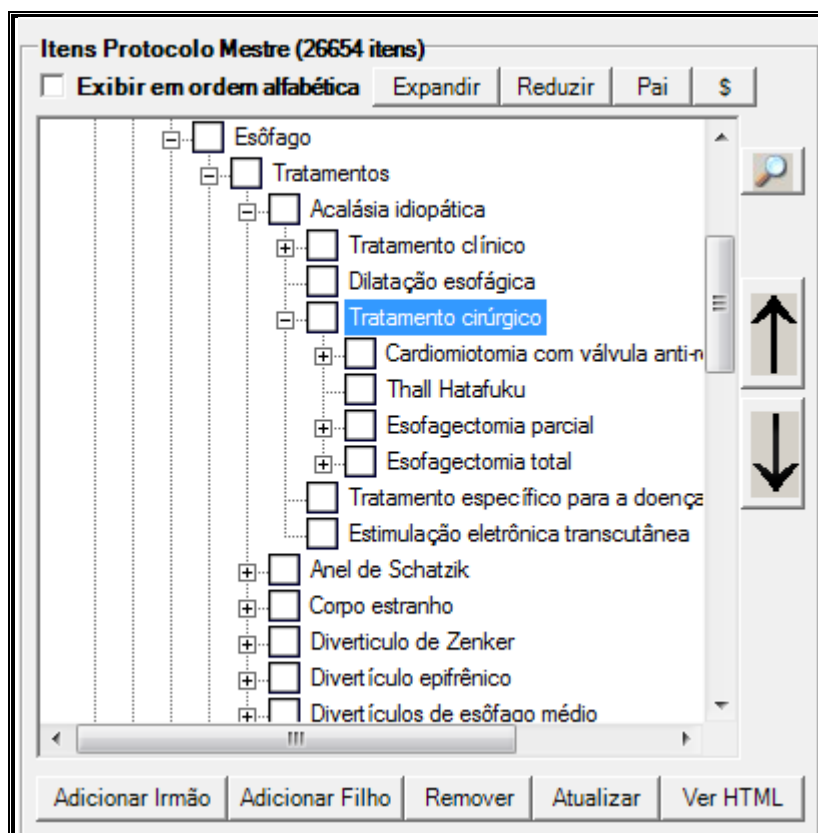 Itens Protocolo Mestre (26654 itens)
Exibir em ordem alfabética Expandir Reduzir Pai $
Esôfago
Tratamentos
Acalásia idiopática
Tratamento clínico
Dilatação esofágica
Tratamento cirúrgico
Cardiomiotomia com válvula anti-r
Thall Hatafuku
Esofagectomia parcial
Esofagectomia total
Tratamento específico para a doença
Estimulação eletrônica transcutânea
Anel de Schatzik
Corpo estranho
Diverticulo de Zenker
Divertículo epifrênico
Divertículos de esôfago médio
Adicionar Irmão Adicionar Filho Remover Atualizar Ver HTML